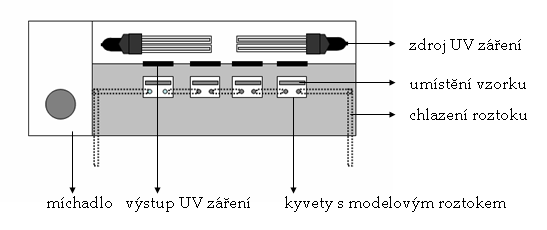 zdroj UV záření
umístění vzorku
chlazení roztoku
míchadlo
výstup UV záření
kyvety s modelovým roztokem